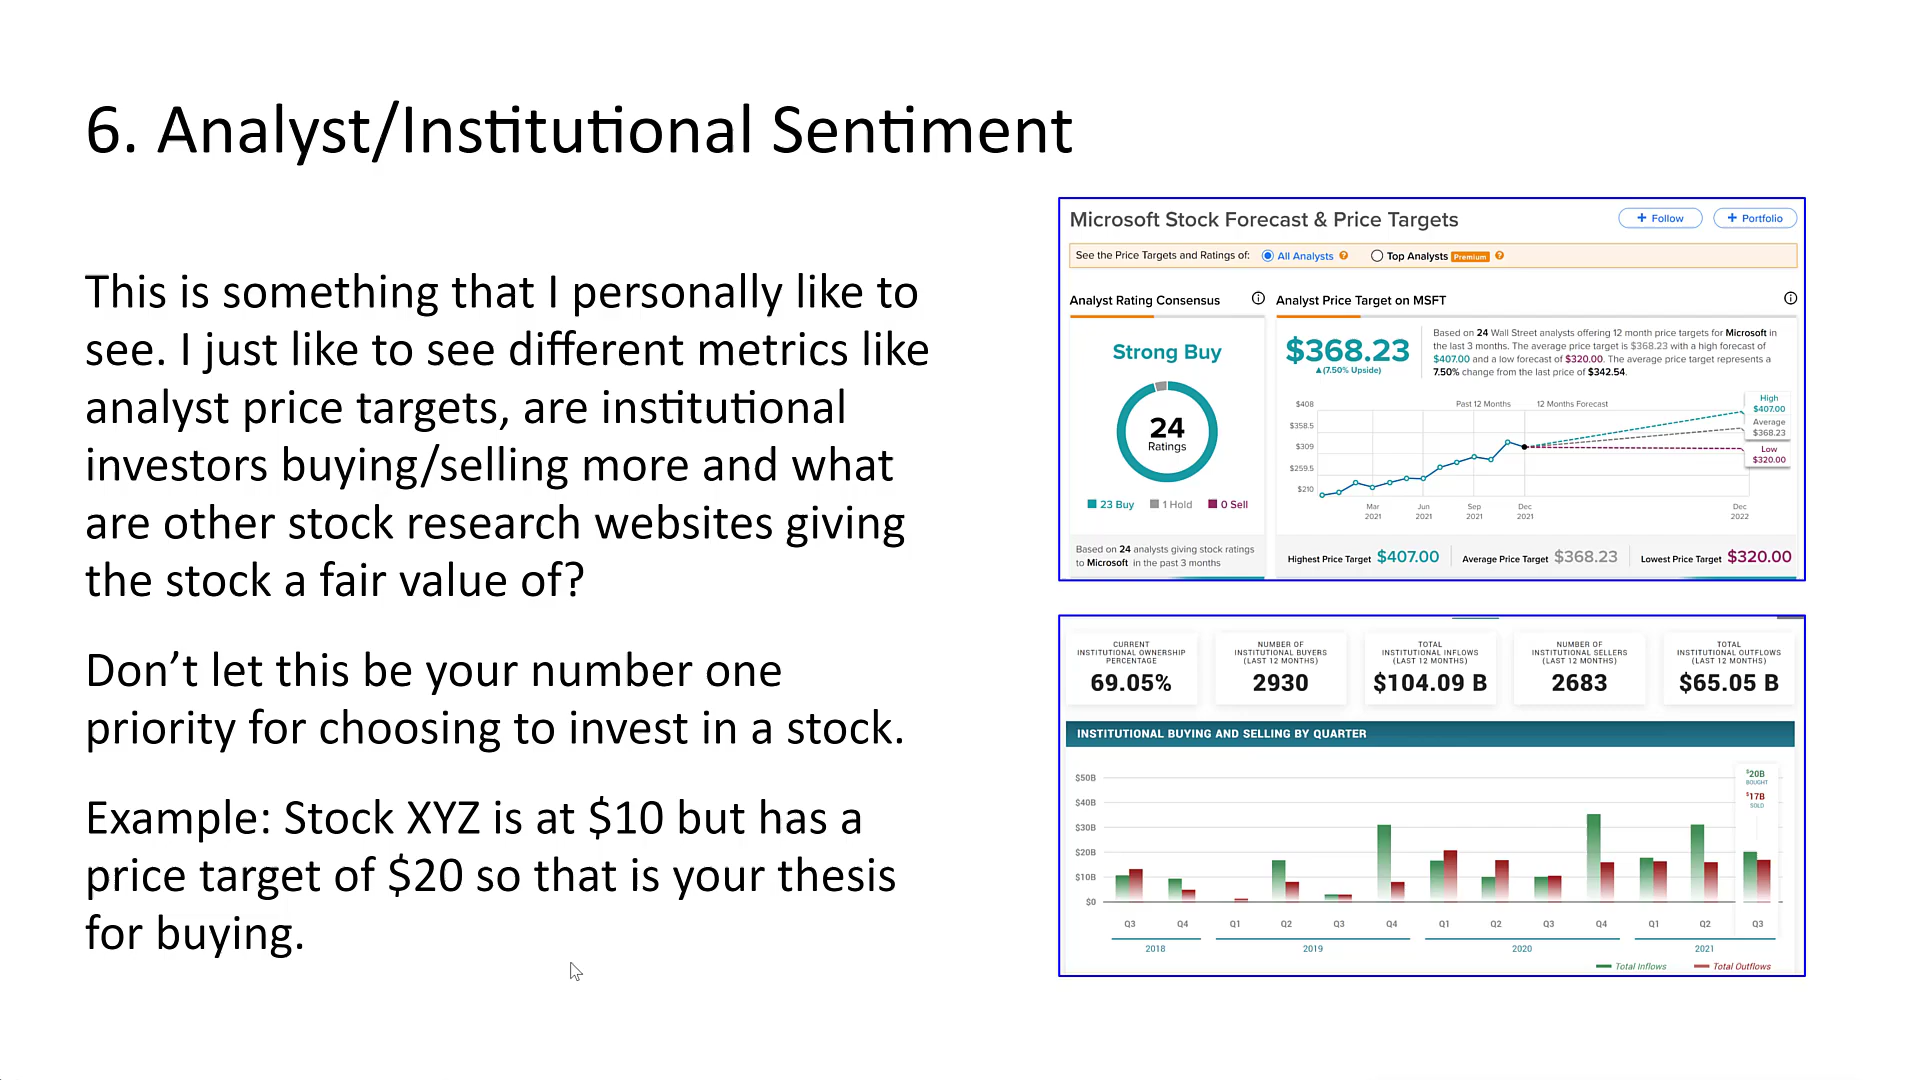 6. Analyst/Institutional Sentiment
This is something that I personally like to
see. I just like to see different metrics like
analyst price targets, are institutional
investors buying/selling more and what
are other stock research websites giving
the stock a fair value of?
Don’t let this be your number one
priority for choosing to invest in a stock.
Example: Stock XYZ is at $10 but has a
price target of $20 so that is your thesis
for buying.
Microsoft Stock Forecast & Price Targets
+ Follow
+ Portfolio
See the Price Targets and Ratings of: All Analysts ? Top Analysts Premium ?
Analyst Rating Consensus
Strong Buy
24
Ratings
23 Buy 1 Hold 0 Sell
Based on 24 analysts giving stock ratings
to Microsoft in the past 3 months
Analyst Price Target on MSFT
$368.23
▲(7.50% Upside)
Based on 24 Wall Street analysts offering 12 month price targets for Microsoft in
the last 3 months. The average price target is $368.23 with a high forecast of
$407.00 and a low forecast of $320.00. The average price target represents a
7.50% change from the last price of $342.54.
Past 12 Months 12 Months Forecast
$408
$358.5
$309
$259.5
$210
High
$407.00
Average
$368.23
Low
$320.00
Mar Jun Sep Dec Dec
2021 2021 2021 2021 2022
Highest Price Target $407.00 Average Price Target $368.23 Lowest Price Target $320.00
CURRENT
INSTITUTIONAL OWNERSHIP
PERCENTAGE
69.05%
NUMBER OF
INSTITUTIONAL BUYERS
(LAST 12 MONTHS)
2930
TOTAL
INSTITUTIONAL INFLOWS
(LAST 12 MONTHS)
$104.09 B
NUMBER OF
INSTITUTIONAL SELLERS
(LAST 12 MONTHS)
2683
TOTAL
INSTITUTIONAL OUTFLOWS
(LAST 12 MONTHS)
$65.05 B
INSTITUTIONAL BUYING AND SELLING BY QUARTER
$50B
$40B
$30B
$20B
$10B
$0
$20B
BOUGHT
$17B
SOLD
Q3 Q4 Q1 Q2 Q3 Q4 Q1 Q2 Q3 Q4 Q1 Q2 Q3
2018 2019 2020 2021
Total Inflows Total Outflows